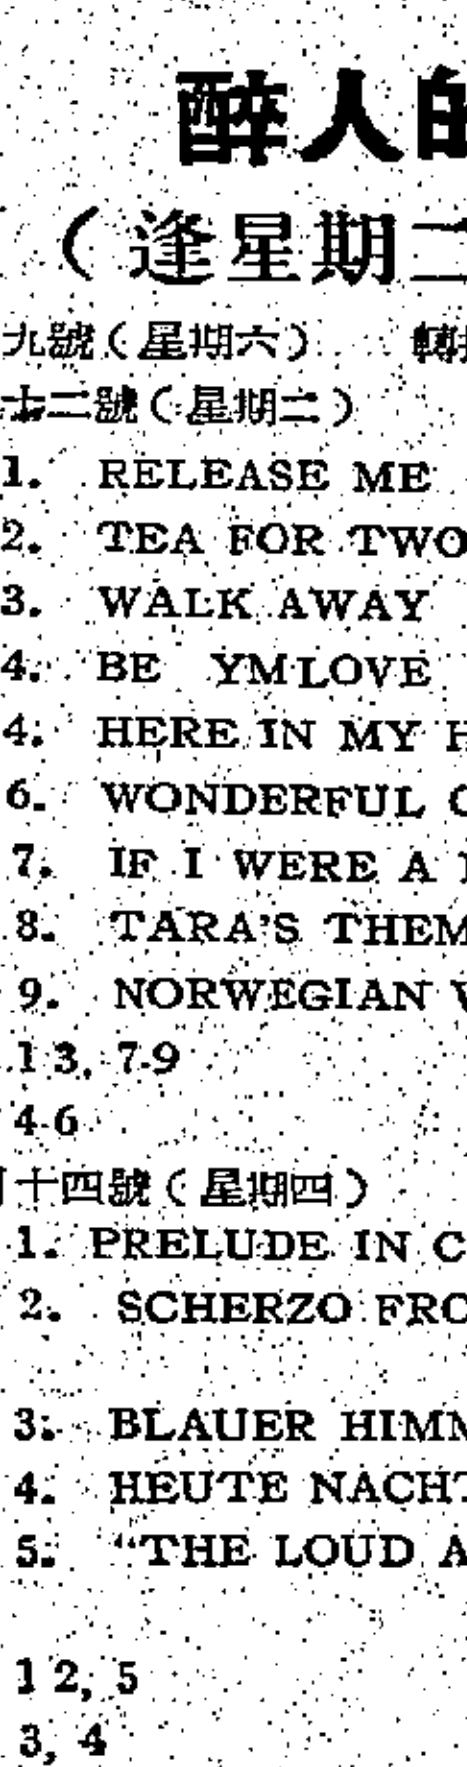 醉人的
（逢星期二
九號（星期六） 轉
十二號（星期二）
1. RELEASE ME
2. TEA FOR TWO
3. WALK AWAY
4. BE YM LOVE
4. HERE IN MY H
6. WONDERFUL
7. IF I WERE A
8. TARA'S THEM
9. NORWEGIAN
1 3, 7-9
4-6
十四號（星期四）
1. PRELUDE IN C
2. SCHERZO FRO
3. BLAUER HIMM
4. HEUTE NACHT
5. "THE LOUD A
1 2, 5
3, 4